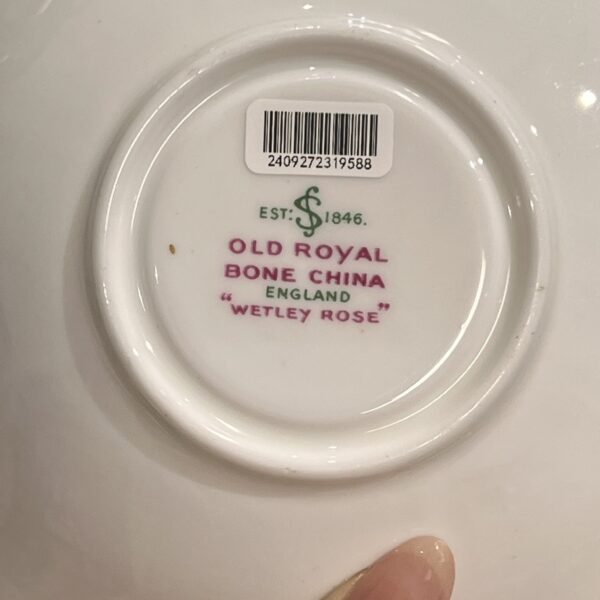 2409272319588
EST: S 1846.
OLD ROYAL
BONE CHINA
ENGLAND
"WETLEY ROSE"